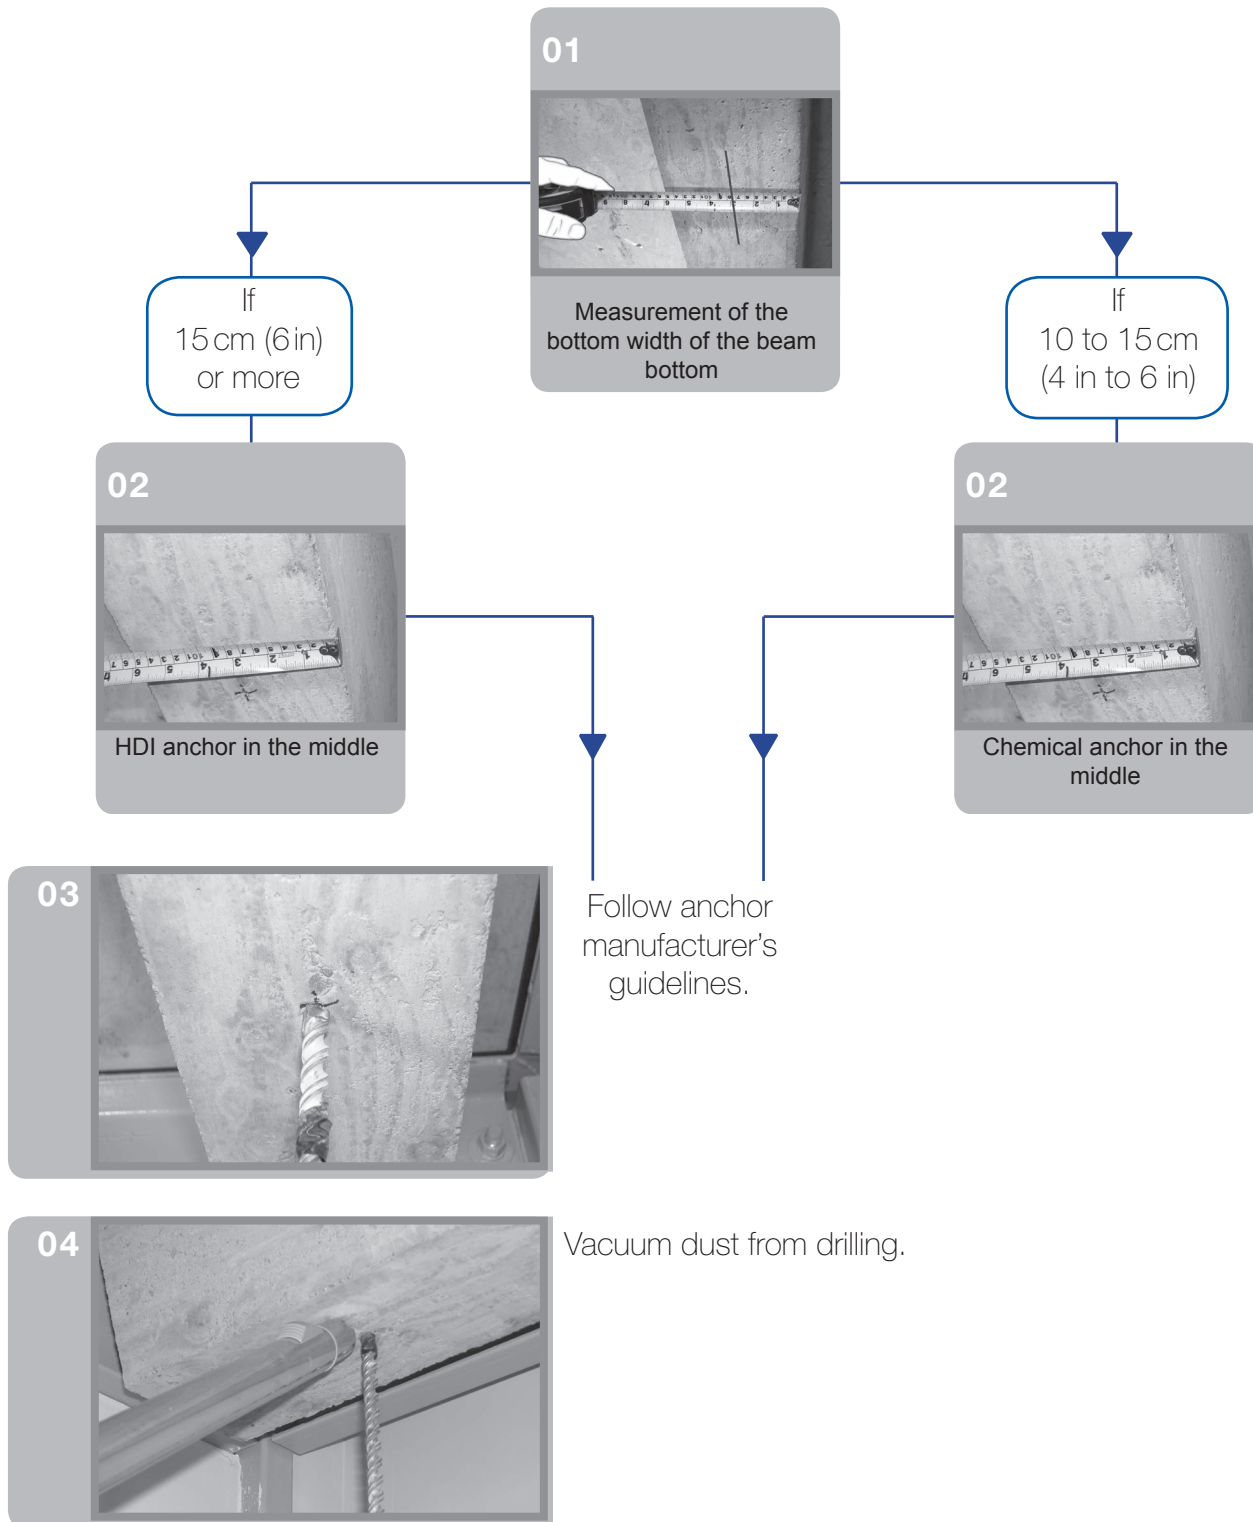 01
Measurement of the
bottom width of the beam
bottom
If
15 cm (6 in)
or more
If
10 to 15 cm
(4 in to 6 in)
02
HDI anchor in the middle
02
Chemical anchor in the
middle
03
Follow anchor
manufacturer's
guidelines.
04
Vacuum dust from drilling.